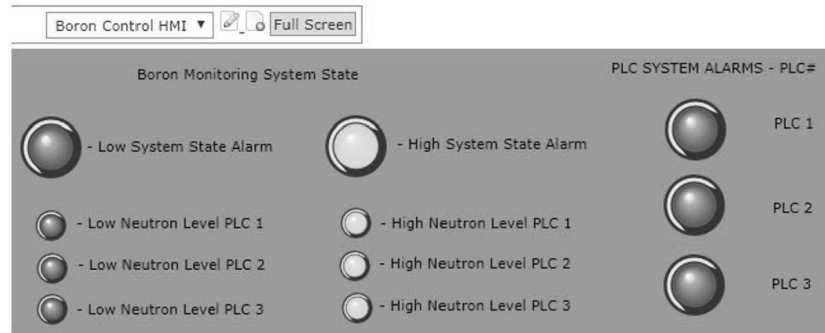 Boron Control HMI Full Screen
Boron Monitoring System State
PLC SYSTEM ALARMS - PLC#
- Low System State Alarm
- High System State Alarm
PLC 1
- Low Neutron Level PLC 1
- High Neutron Level PLC 1
PLC 2
- Low Neutron Level PLC 2
- High Neutron Level PLC 2
PLC 3
- Low Neutron Level PLC 3
- High Neutron Level PLC 3